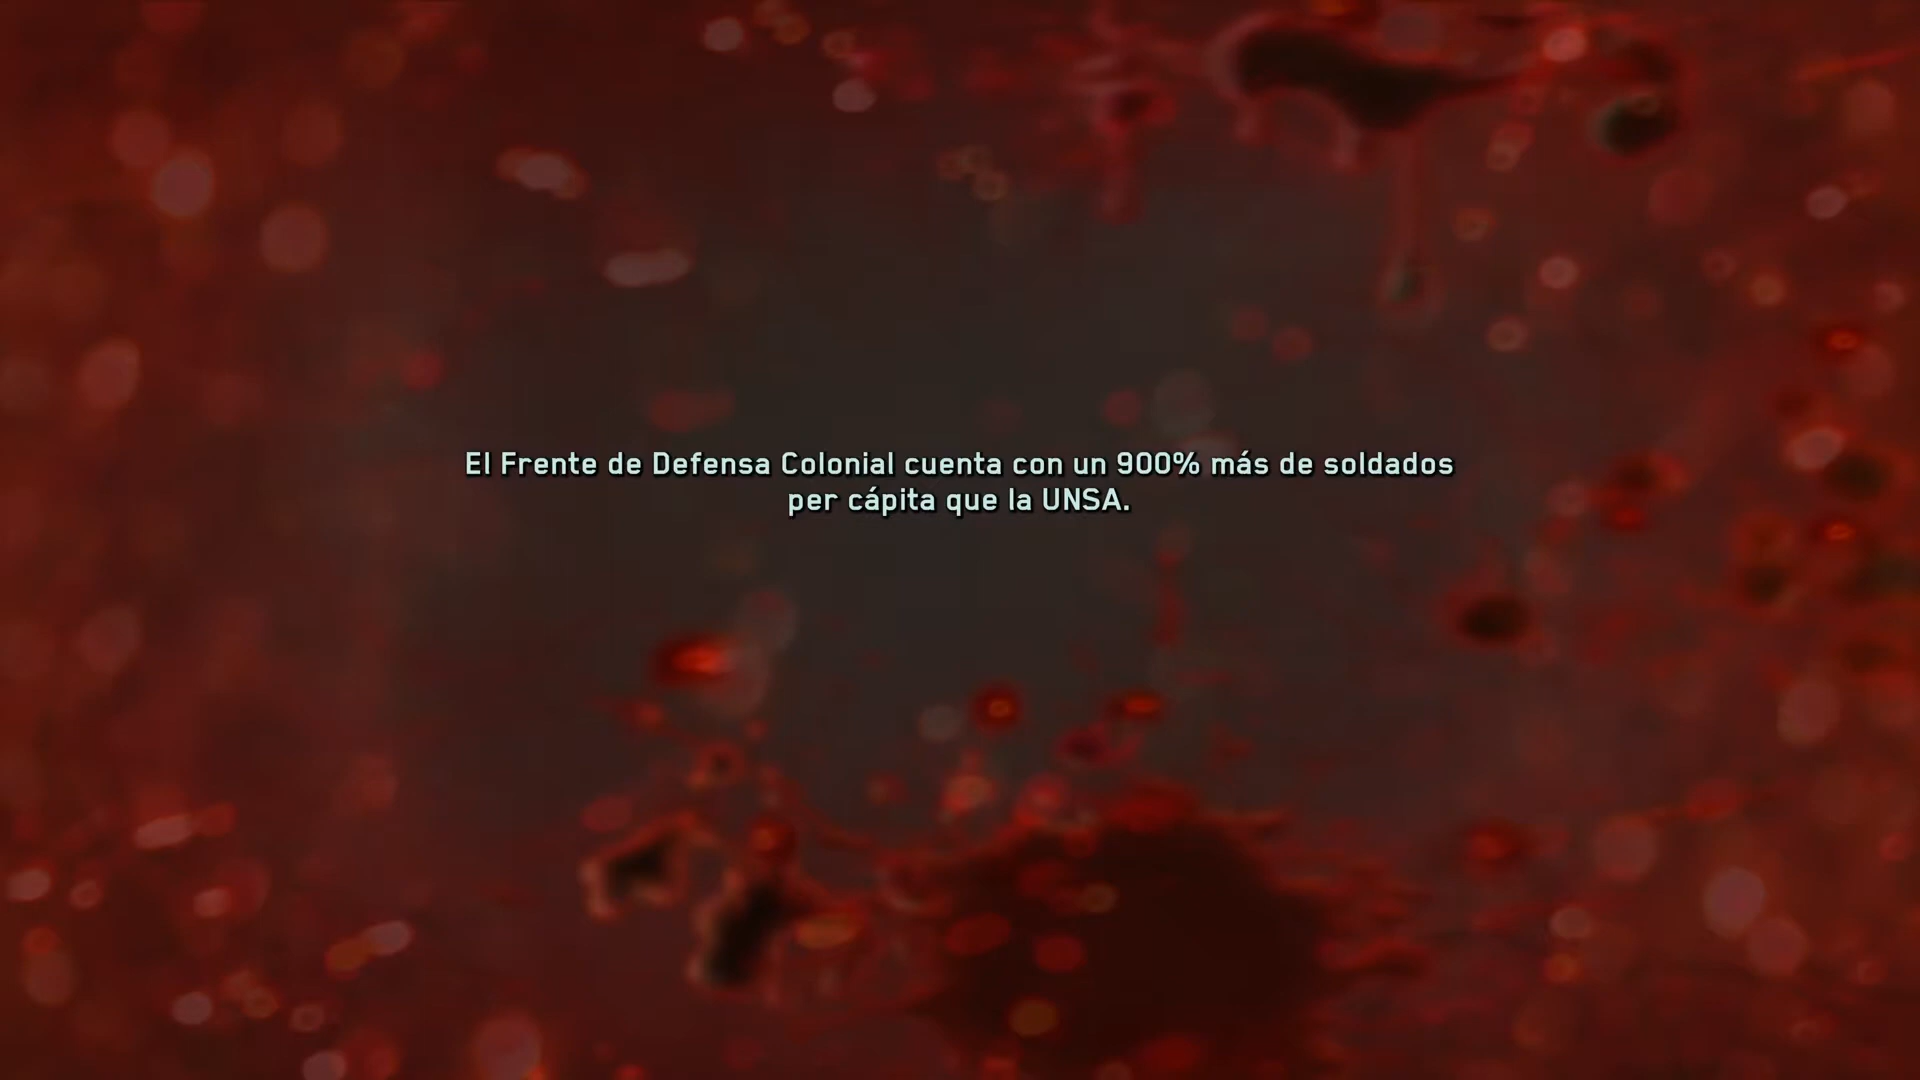 El Frente de Defensa Colonial cuenta con un 900% más de soldados
per cápita que la UNSA.